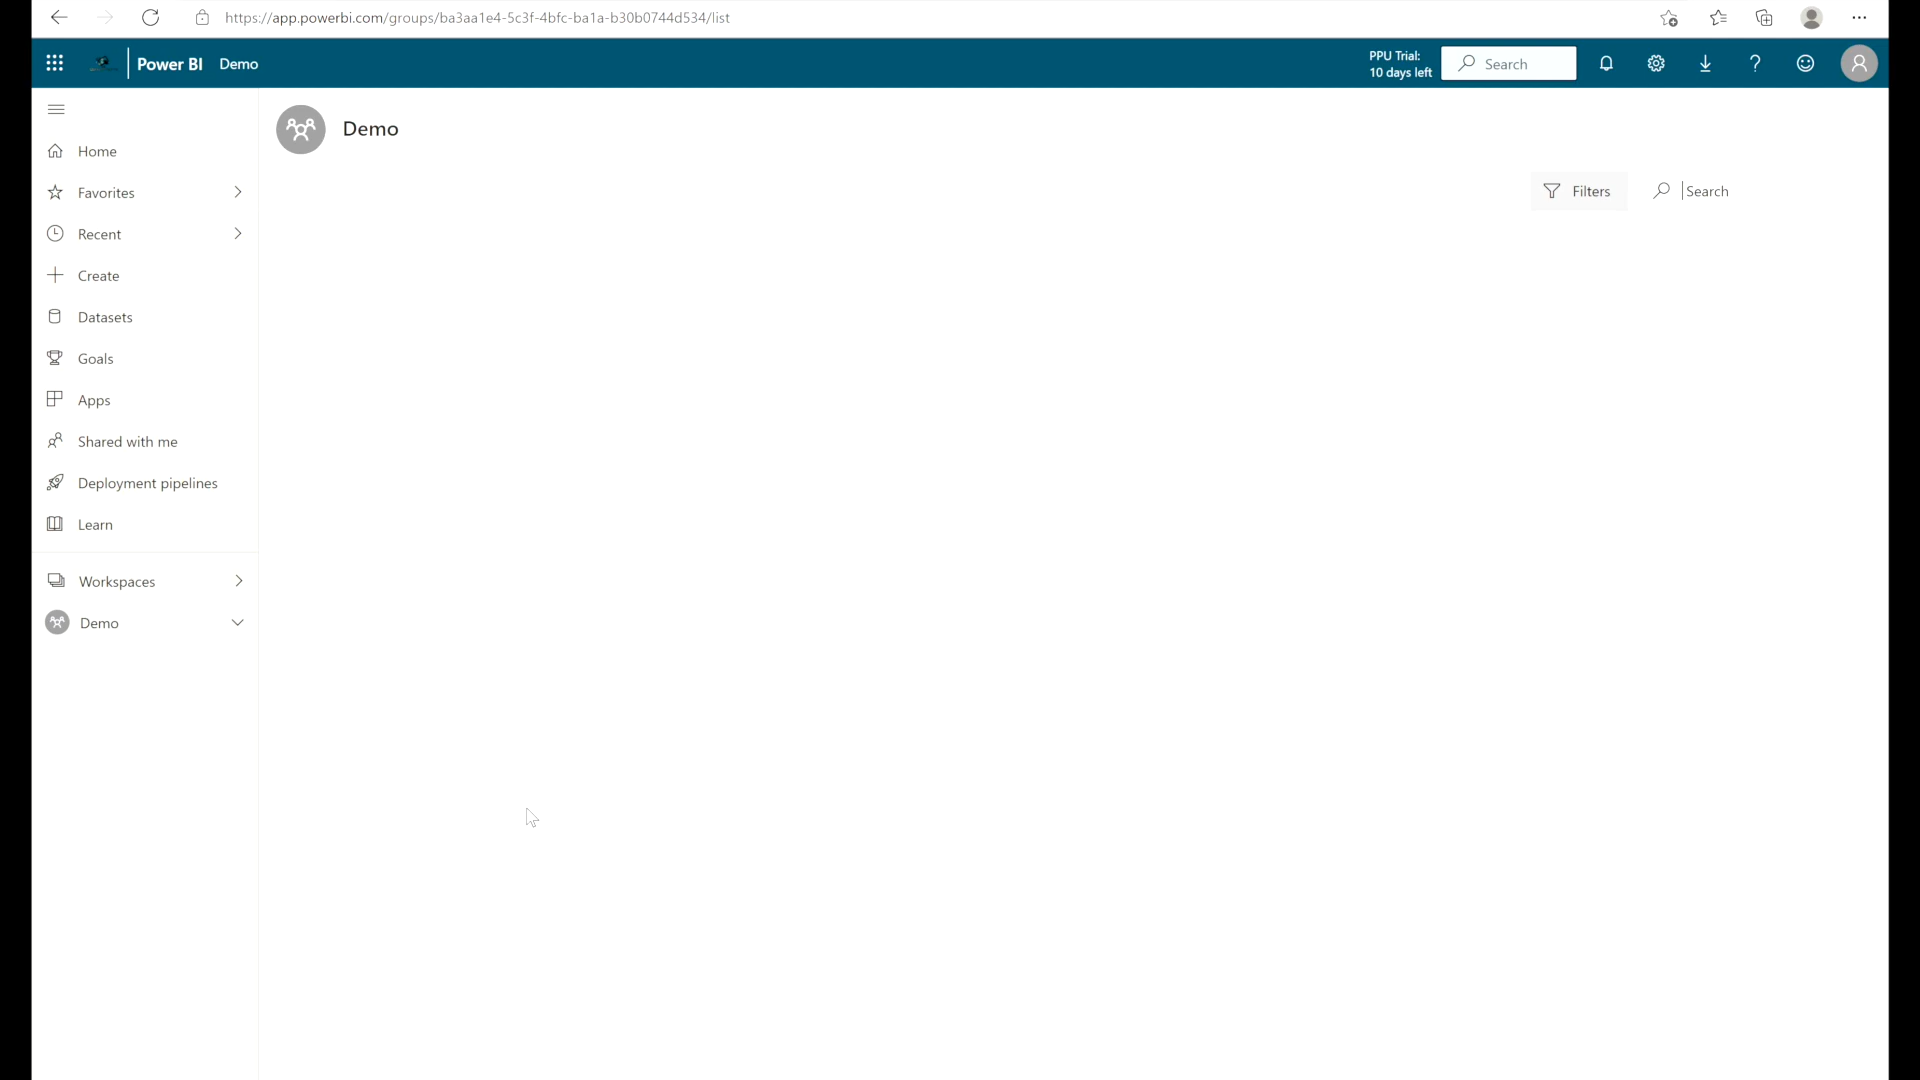 https://app.powerbi.com/groups/ba3aa1e4-5c3f-4bfc-ba1a-b30b0744d534/list
Power BI Demo
PPU Trial:
10 days left
Search
Demo
Filters
Search
Home
Favorites
Recent
Create
Datasets
Goals
Apps
Shared with me
Deployment pipelines
Learn
Workspaces
Demo